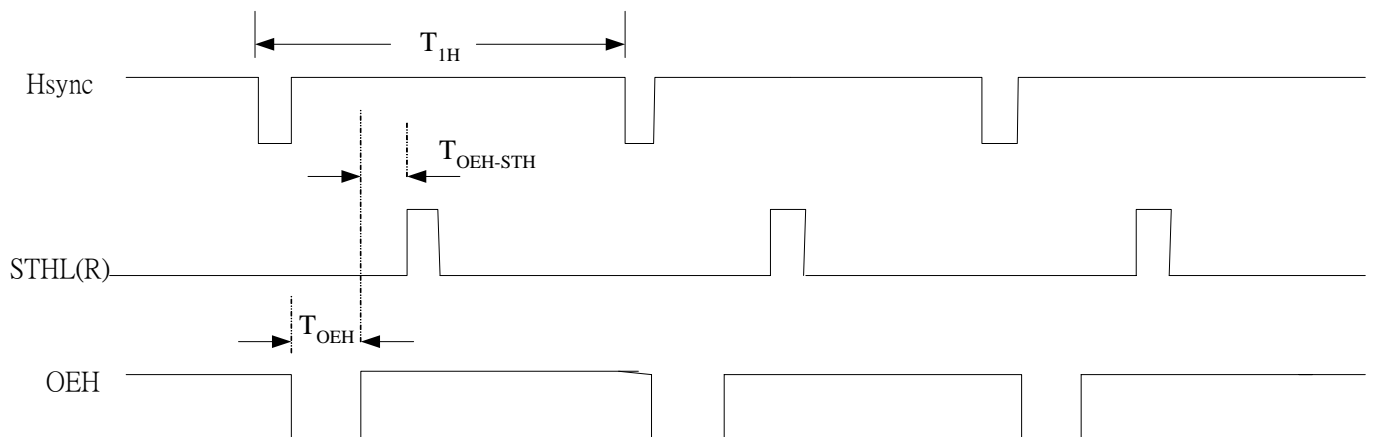 T1H
Hsync
TOEH-STH
STHL(R)
TOEH
OEH